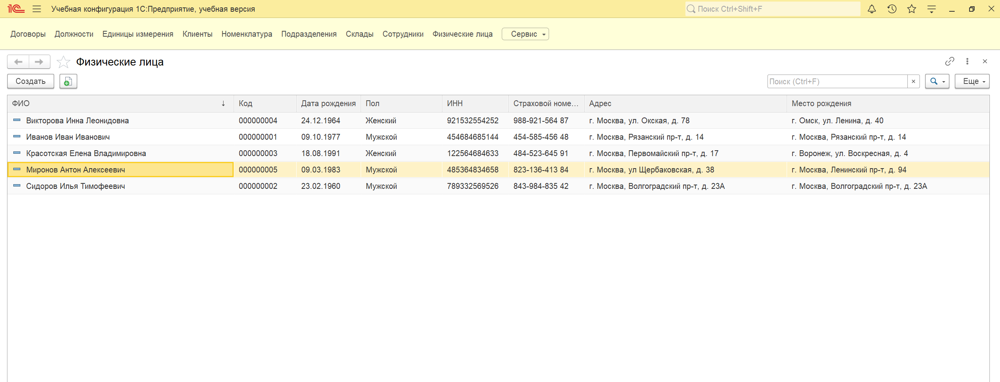 1С Учебная конфигурация 1С:Предприятие, учебная версия Поиск Ctrl+Shift+F
Договоры Должности Единицы измерения Клиенты Номенклатура Подразделения Склады Сотрудники Физические лица Сервис
Физические лица
Создать Поиск (Ctrl+F) Еще
ФИО Код Дата рождения Пол ИНН Страховой номе... Адрес Место рождения
Викторова Инна Леонидовна 000000004 24.12.1964 Женский 921532554252 988-921-564 87 г. Москва, ул. Окская, д. 78 г. Омск, ул. Ленина, д. 40
Иванов Иван Иванович 000000001 09.10.1977 Мужской 454684685144 454-585-456 48 г. Москва, Рязанский пр-т, д. 14 г. Москва, Рязанский пр-т, д. 14
Красотская Елена Владимировна 000000003 18.08.1991 Женский 122564684633 484-523-645 91 г. Москва, Первомайский пр-т, д. 17 г. Воронеж, ул. Воскресная, д. 4
Миронов Антон Алексеевич 000000005 09.03.1983 Мужской 485364834658 823-136-413 84 г. Москва, ул Щербаковская, д. 38 г. Москва, Ленинский пр-т, д. 94
Сидоров Илья Тимофеевич 000000002 23.02.1960 Мужской 789332569526 843-984-835 42 г. Москва, Волгоградский пр-т, д. 23А г. Москва, Волгоградский пр-т, д. 23А